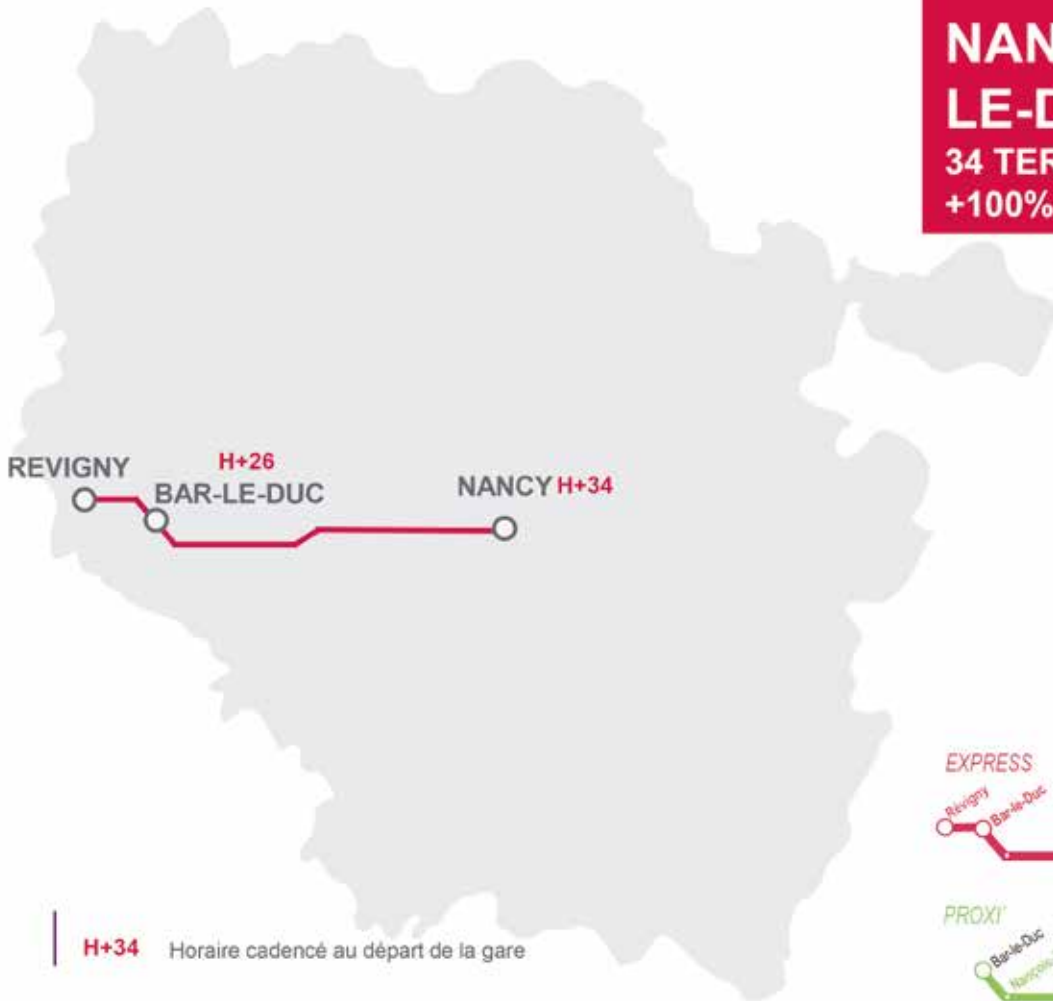 NAN
LE-D
34 TER
+100%
REVIGNY
H+26
BAR-LE-DUC
NANCY H+34
EXPRESS
Révigny
Bar-le-Duc
PROXI'
Bar-le-Duc
H+34 Horaire cadencé au départ de la gare